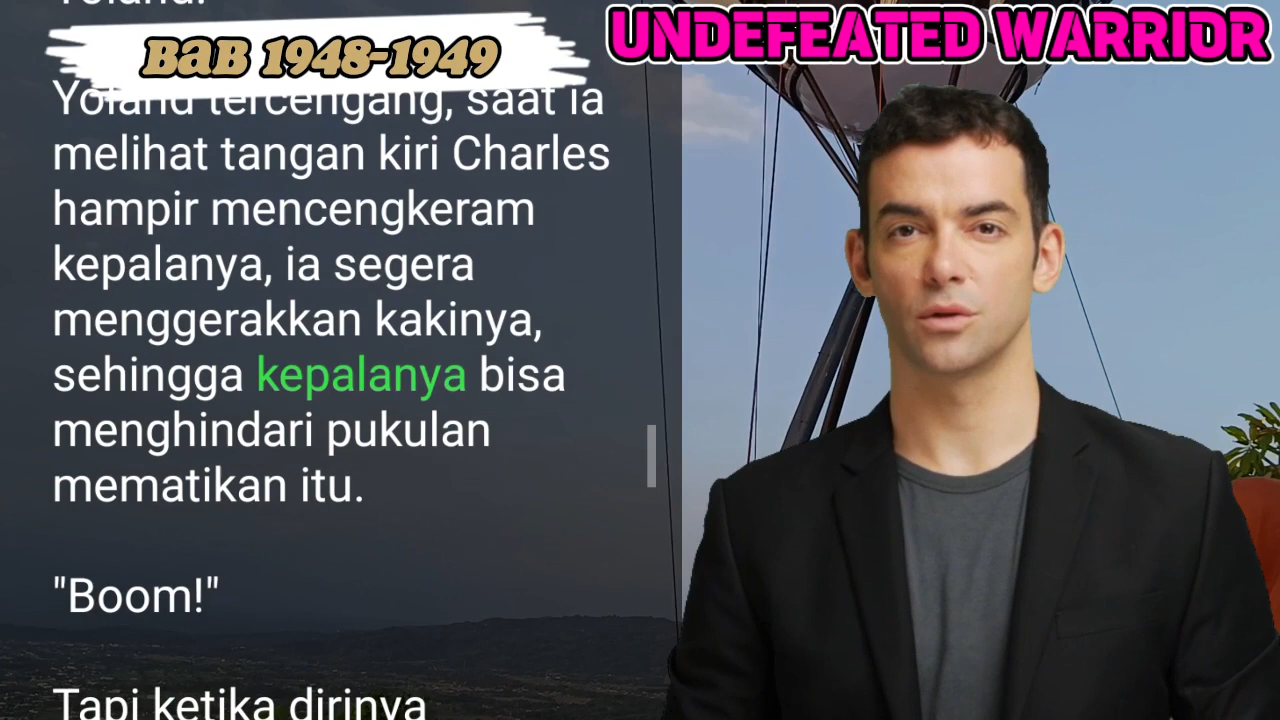 BAB 1948-1949
UNDEFEATED WARRIOR
Yoland tercengang, saat ia
melihat tangan kiri Charles
hampir mencengkeram
kepalanya, ia segera
menggerakkan kakinya,
sehingga kepalanya bisa
menghindari pukulan
mematikan itu.
"Boom!"
Tapi ketika dirinya